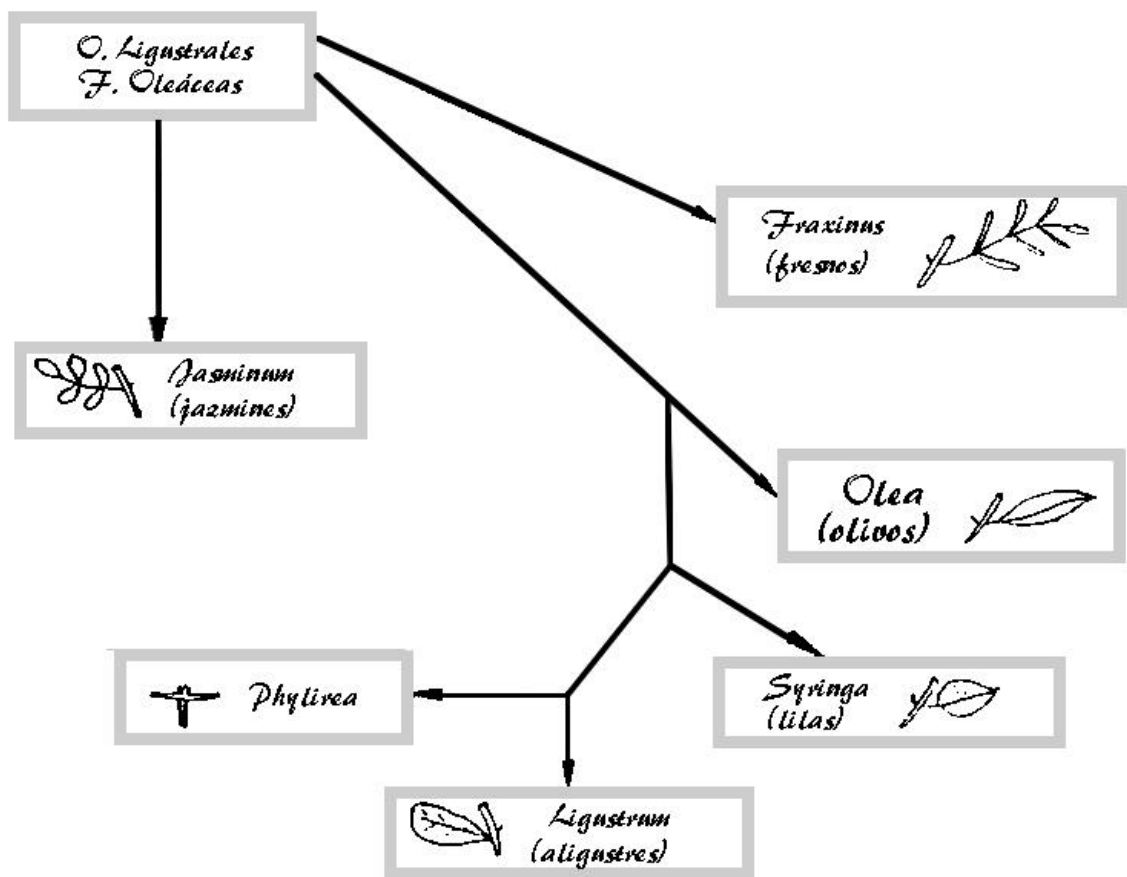 O. Ligustrales
F. Oleáceas
Fraxinus
(fresnos)
Jasminum
(jazmines)
Olea
(olivos)
Phylirea
Syringa
(lilas)
Ligustrum
(aligustres)